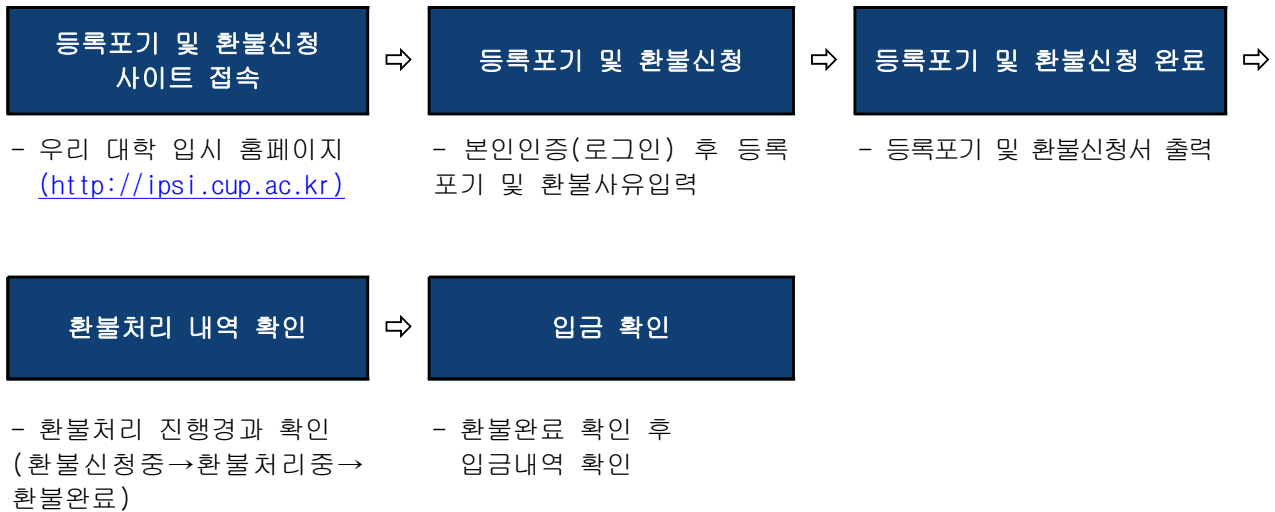 등록포기 및 환불신청
사이트 접속
⇨
등록포기 및 환불신청
⇨
등록포기 및 환불신청 완료
⇨
- 우리 대학 입시 홈페이지
(http://ipsi.cup.ac.kr)
- 본인인증(로그인) 후 등록
포기 및 환불사유입력
- 등록포기 및 환불신청서 출력
환불처리 내역 확인
⇨
입금 확인
- 환불처리 진행경과 확인
(환불신청중→환불처리중→
환불완료)
- 환불완료 확인 후
입금내역 확인